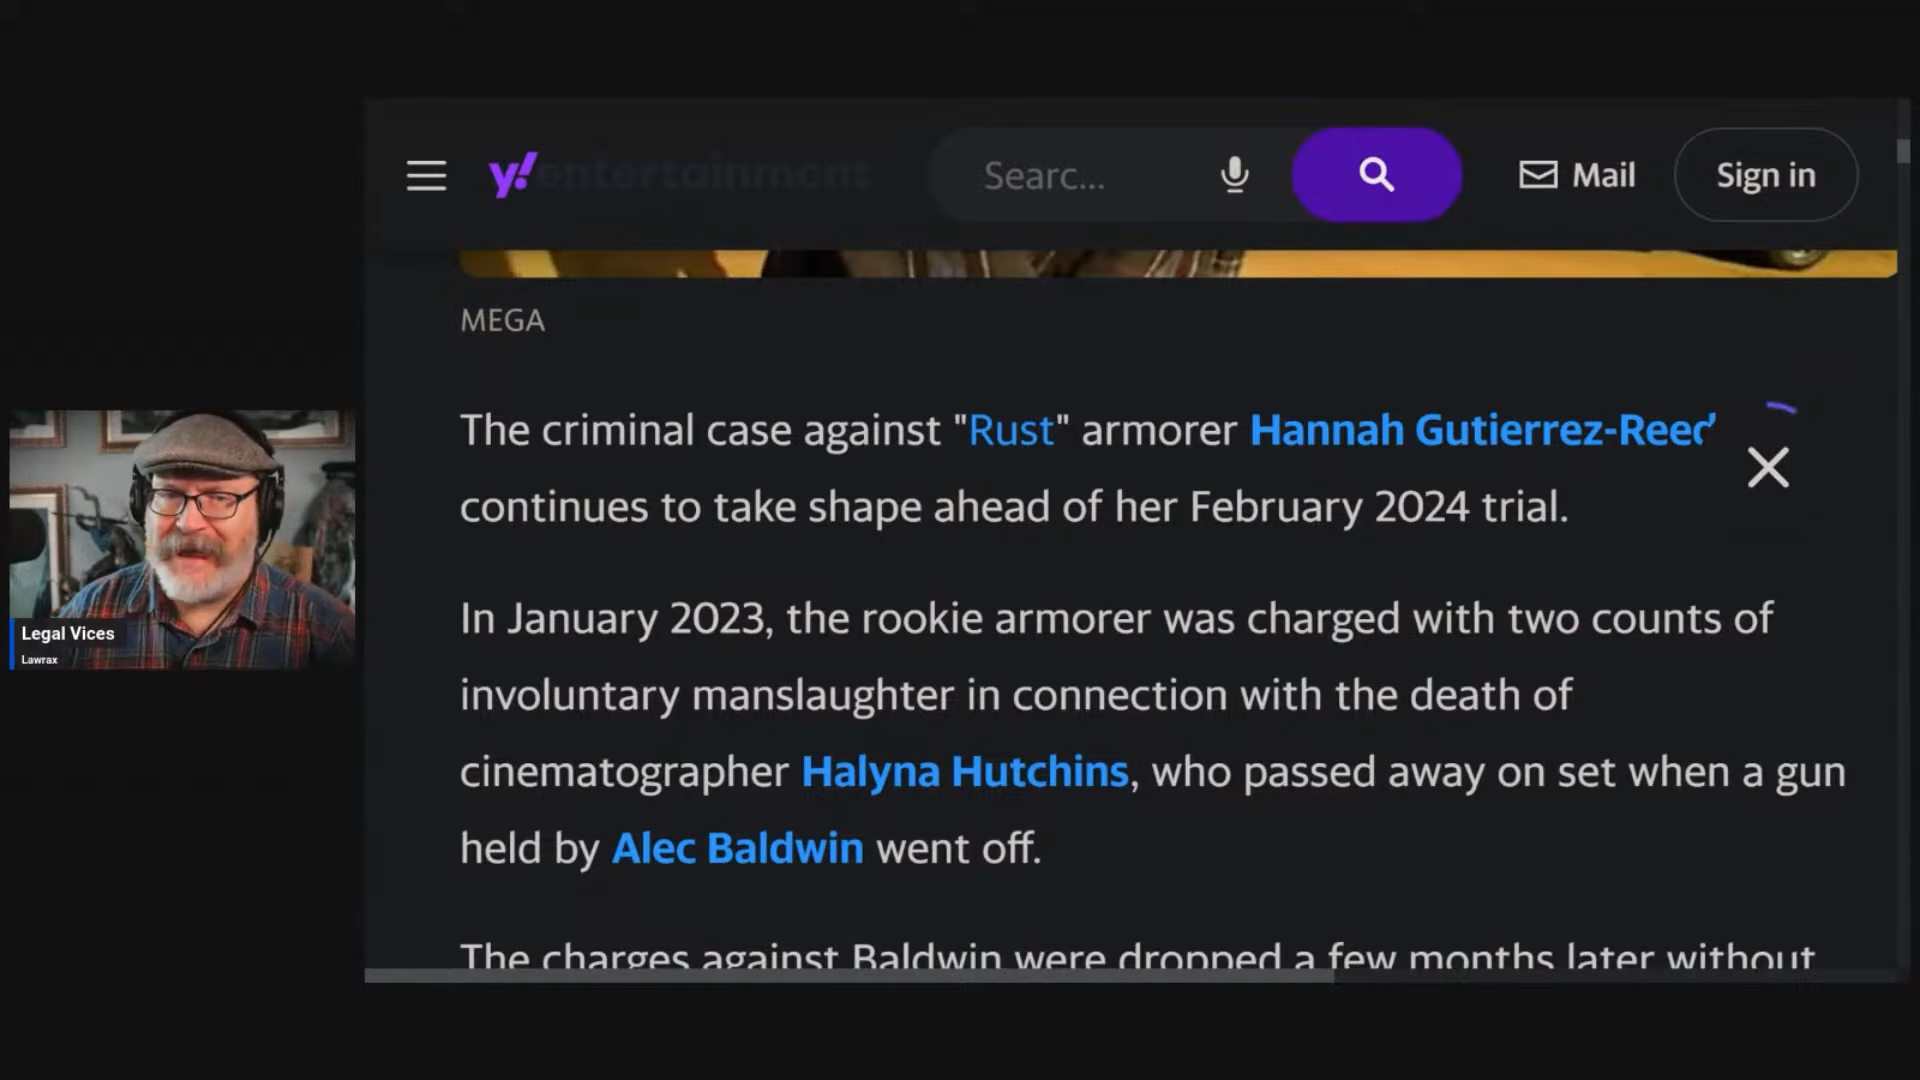 y! entertainment
Searc...
Mail
Sign in
MEGA
The criminal case against "Rust" armorer Hannah Gutierrez-Reed
continues to take shape ahead of her February 2024 trial.
In January 2023, the rookie armorer was charged with two counts of
involuntary manslaughter in connection with the death of
cinematographer Halyna Hutchins, who passed away on set when a gun
held by Alec Baldwin went off.
The charges against Baldwin were dropped a few months later without
Legal Vices
Lawrax